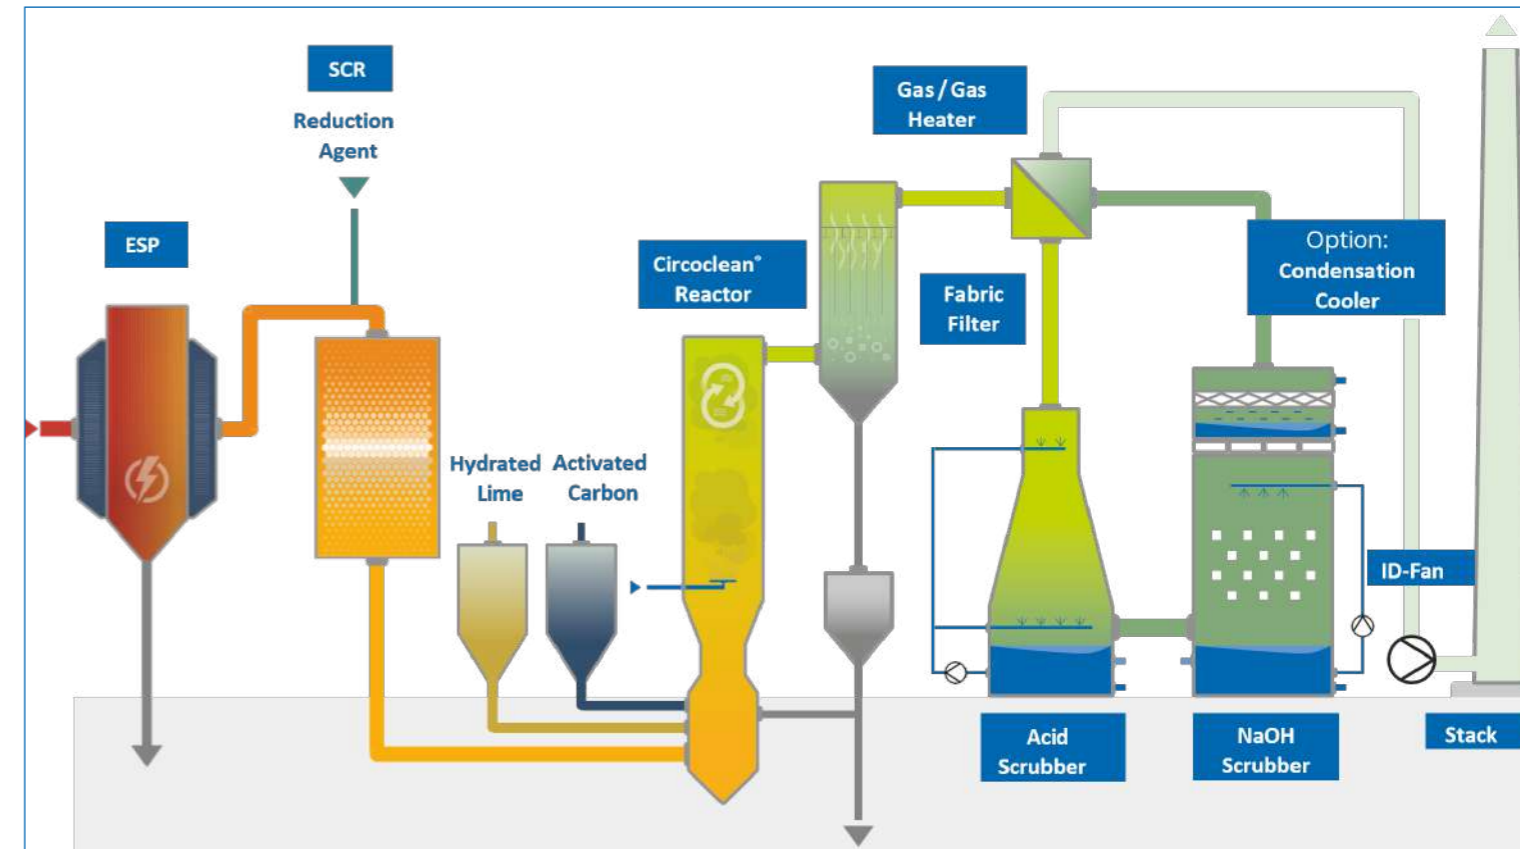 SCR
Reduction
Agent
ESP
Gas / Gas
Heater
Circoclean®
Reactor
Fabric
Filter
Option:
Condensation
Cooler
Hydrated
Lime
Activated
Carbon
ID-Fan
Acid
Scrubber
NaOH
Scrubber
Stack